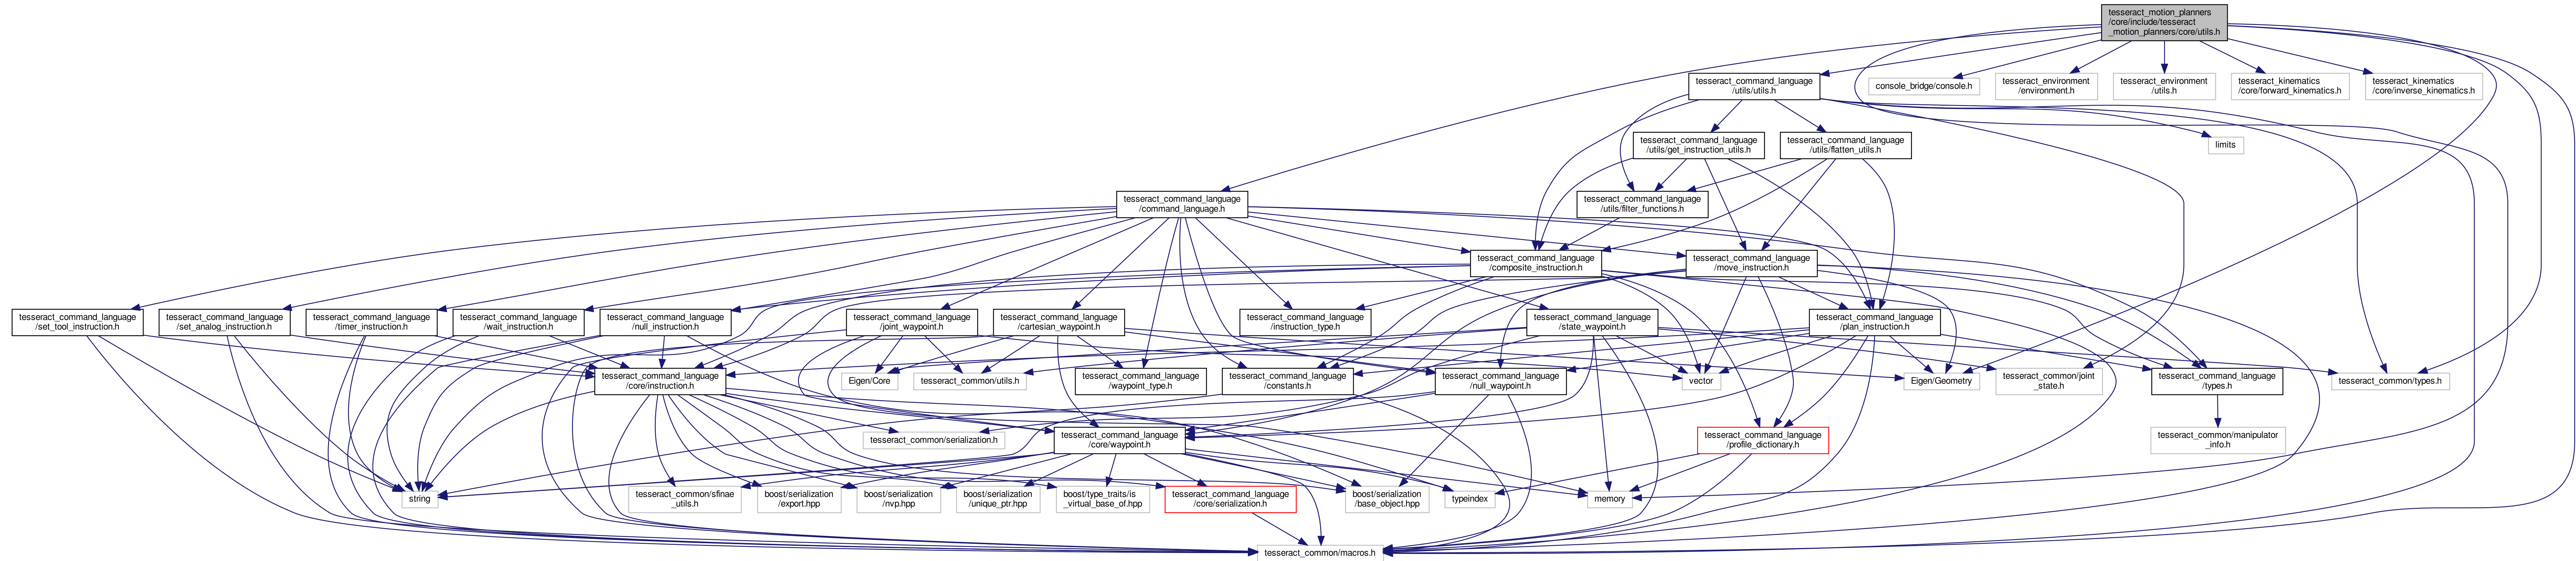 tesseract_motion_planners
/core/include/tesseract
_motion_planners/core/utils.h
tesseract_command_language
/utils/utils.h
console_bridge/console.h
tesseract_environment
/environment.h
tesseract_environment
/utils.h
tesseract_kinematics
/core/forward_kinematics.h
tesseract_kinematics
/core/inverse_kinematics.h
tesseract_command_language
/utils/get_instruction_utils.h
tesseract_command_language
/utils/flatten_utils.h
limits
tesseract_command_language
/command_language.h
tesseract_command_language
/utils/filter_functions.h
tesseract_command_language
/composite_instruction.h
tesseract_command_language
/move_instruction.h
tesseract_command_language
/set_tool_instruction.h
tesseract_command_language
/set_analog_instruction.h
tesseract_command_language
/timer_instruction.h
tesseract_command_language
/wait_instruction.h
tesseract_command_language
/null_instruction.h
tesseract_command_language
/joint_waypoint.h
tesseract_command_language
/cartesian_waypoint.h
tesseract_command_language
/instruction_type.h
tesseract_command_language
/state_waypoint.h
tesseract_command_language
/plan_instruction.h
tesseract_command_language
/core/instruction.h
Eigen/Core
tesseract_common/utils.h
tesseract_command_language
/waypoint_type.h
tesseract_command_language
/constants.h
tesseract_command_language
/null_waypoint.h
vector
Eigen/Geometry
tesseract_common/joint
_state.h
tesseract_command_language
/types.h
tesseract_common/types.h
tesseract_common/serialization.h
tesseract_command_language
/core/waypoint.h
tesseract_command_language
/profile_dictionary.h
tesseract_common/manipulator
_info.h
string
tesseract_common/sfinae
_utils.h
boost/serialization
/export.hpp
boost/serialization
/nvp.hpp
boost/serialization
/unique_ptr.hpp
boost/type_traits/is
_virtual_base_of.hpp
tesseract_command_language
/core/serialization.h
boost/serialization
/base_object.hpp
typeindex
memory
tesseract_common/macros.h